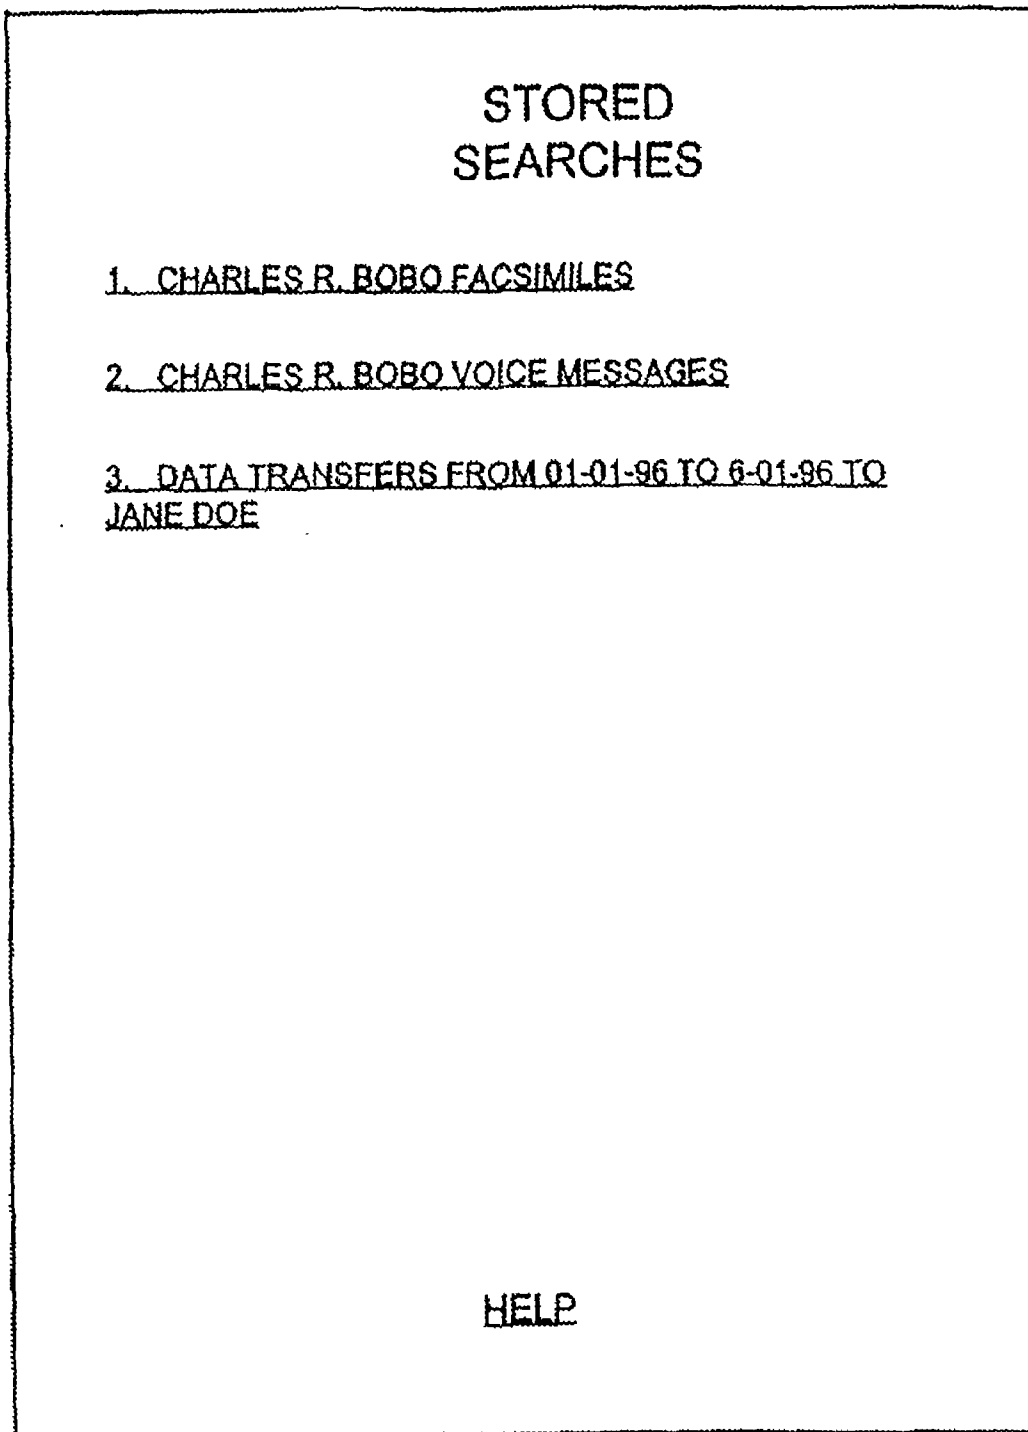 STORED
SEARCHES
1. CHARLES R. BOBO FACSIMILES
2. CHARLES R. BOBO VOICE MESSAGES
3. DATA TRANSFERS FROM 01-01-96 TO 6-01-96 TO
JANE DOE
HELP